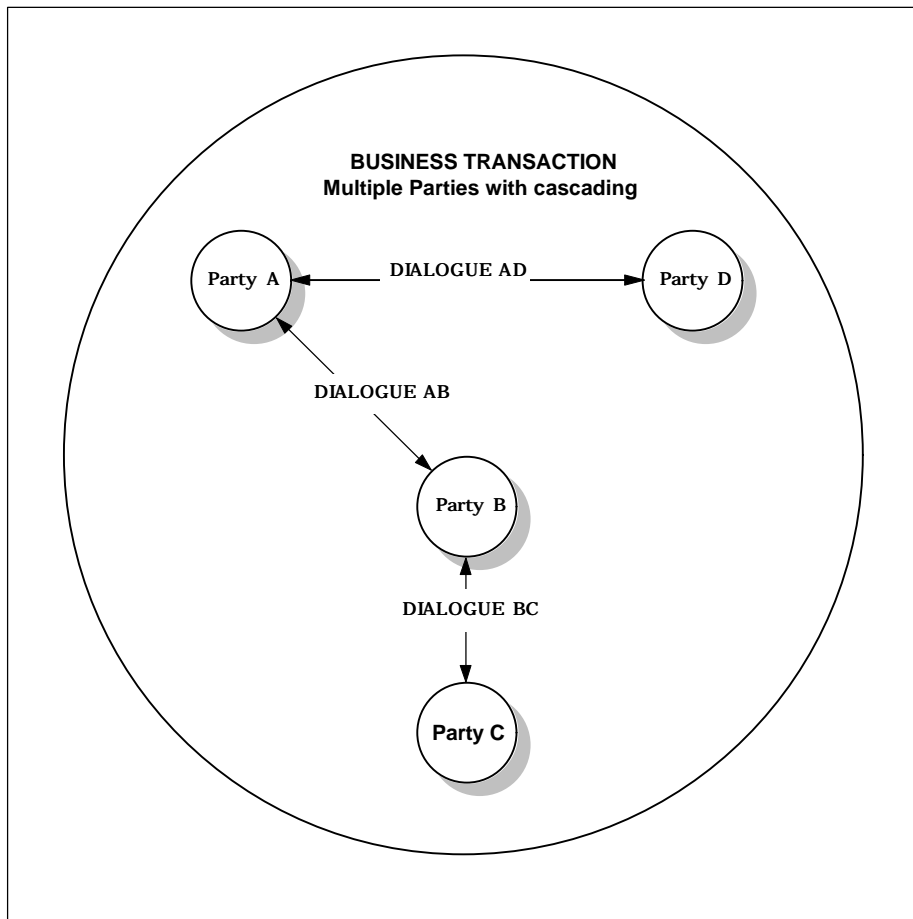 BUSINESS TRANSACTION
Multiple Parties with cascading
Party A
DIALOGUE AD
Party D
DIALOGUE AB
Party B
DIALOGUE BC
Party C